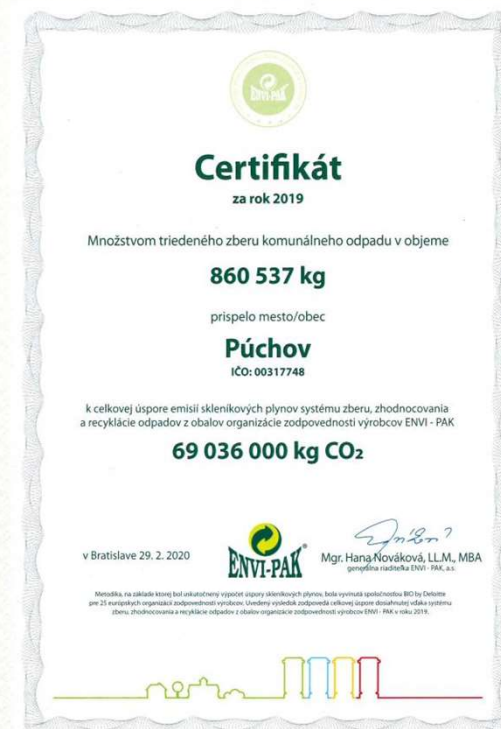 ENVI-PAK
Certifikát
za rok 2019
Množstvom triedeného zberu komunálneho odpadu v objeme
860 537 kg
prispelo mesto/obec
Púchov
IČO: 00317748
k celkovej úspore emisií skleníkových plynov systému zberu, zhodnocovania
a recyklácie odpadov z obalov organizácie zodpovednosti výrobcov ENVI - PAK
69 036 000 kg CO₂
v Bratislave 29. 2. 2020
ENVI-PAK
Mgr. Hana Nováková, LL.M., MBA
generálna riaditeľka ENVI - PAK, a.s.
Metodika, na základe ktorej bol uskutočnený výpočet úspory skleníkových plynov, bola vyvinutá spoločnosťou BIO by Deloitte
pre 25 európskych organizácií zodpovednosti výrobcov. Uvedený výsledok zodpovedá celkovej úspore dosiahnutej vďaka systému
zberu, zhodnocovania a recyklácie odpadov z obalov organizácie zodpovednosti výrobcov ENVI - PAK v roku 2019.